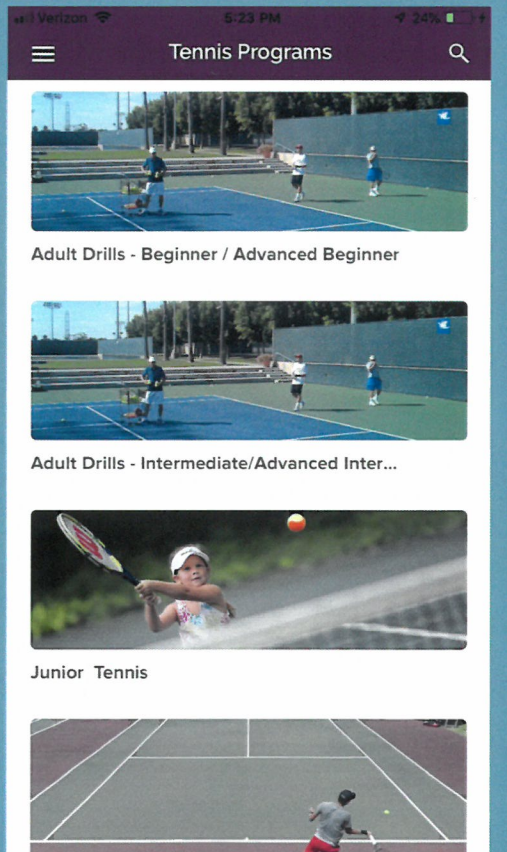 Verizon 5:23 PM 24%
Tennis Programs
Adult Drills - Beginner / Advanced Beginner
Adult Drills - Intermediate/Advanced Inter...
Junior Tennis